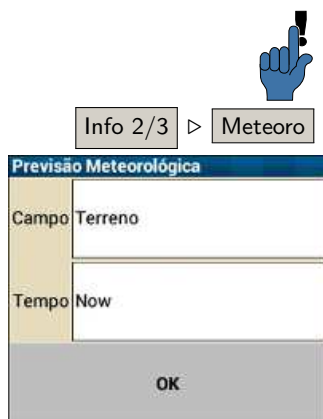 Info 2/3 ▷ Meteoro
Previsão Meteorológica
Campo Terreno
Tempo Now
OK